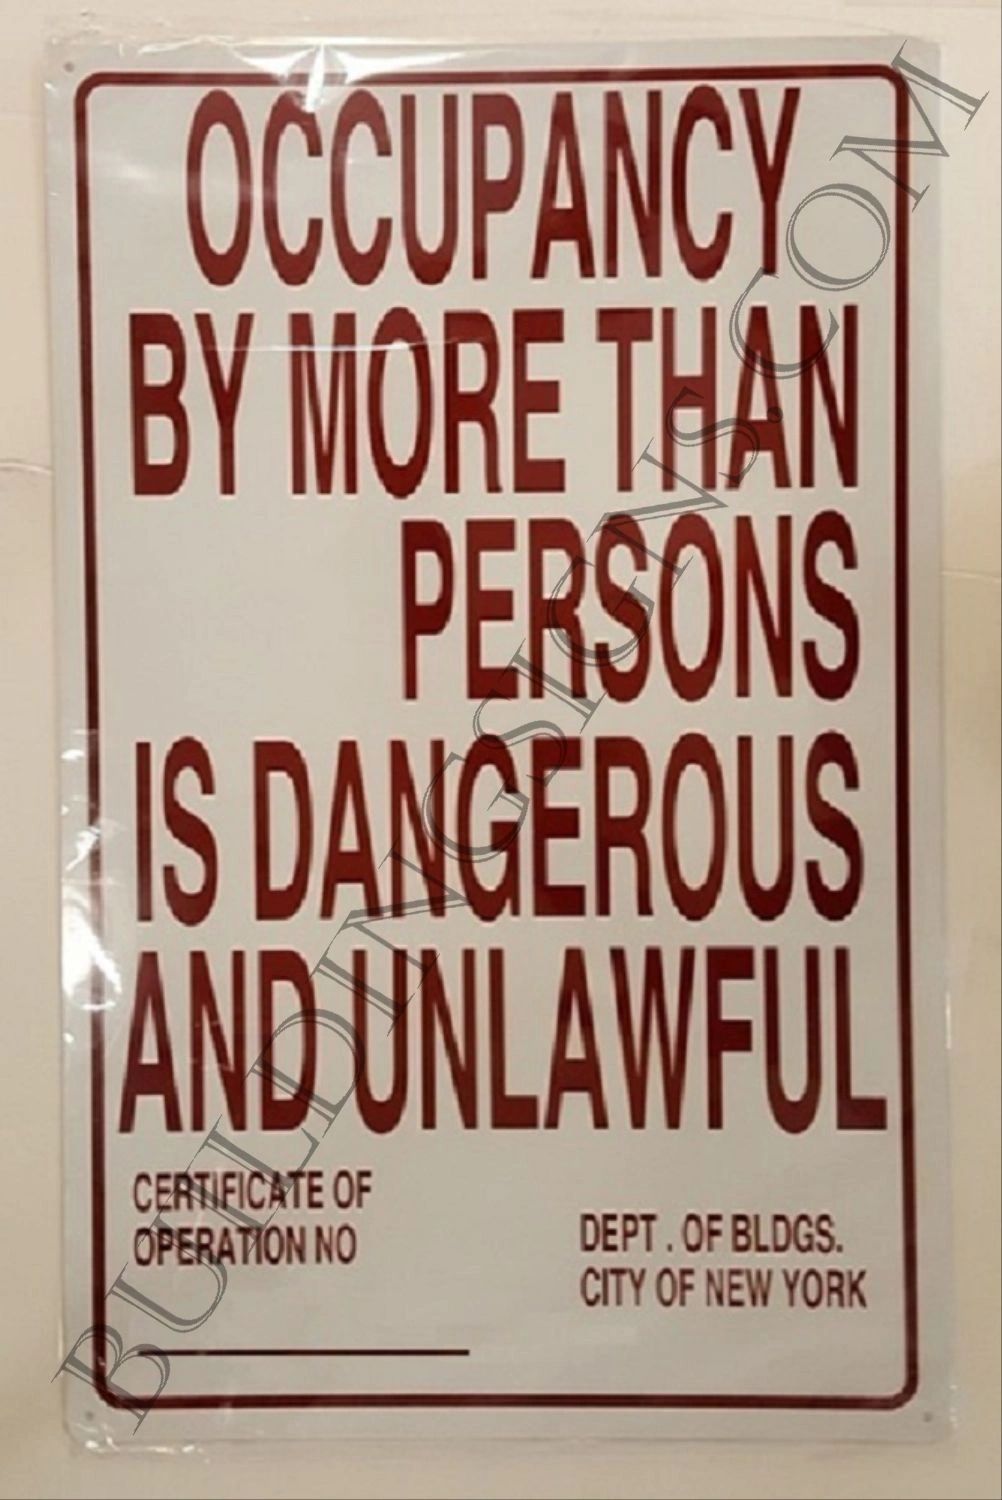 OCCUPANCY
BY MORE THAN
PERSONS
IS DANGEROUS
AND UNLAWFUL
CERTIFICATE OF
OPERATION NO
DEPT . OF BLDGS.
CITY OF NEW YORK
BUILDINGSIGNS.COM